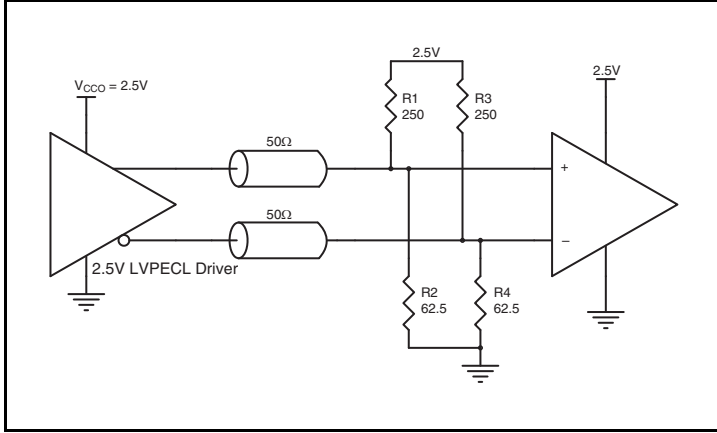 2.5V
V_CCO = 2.5V
2.5V
R1
250
R3
250
50Ω
+
50Ω
–
2.5V LVPECL Driver
R2
62.5
R4
62.5